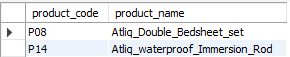 product_code product_name
P08 Atliq_Double_Bedsheet_set
P14 Atliq_waterproof_Immersion_Rod